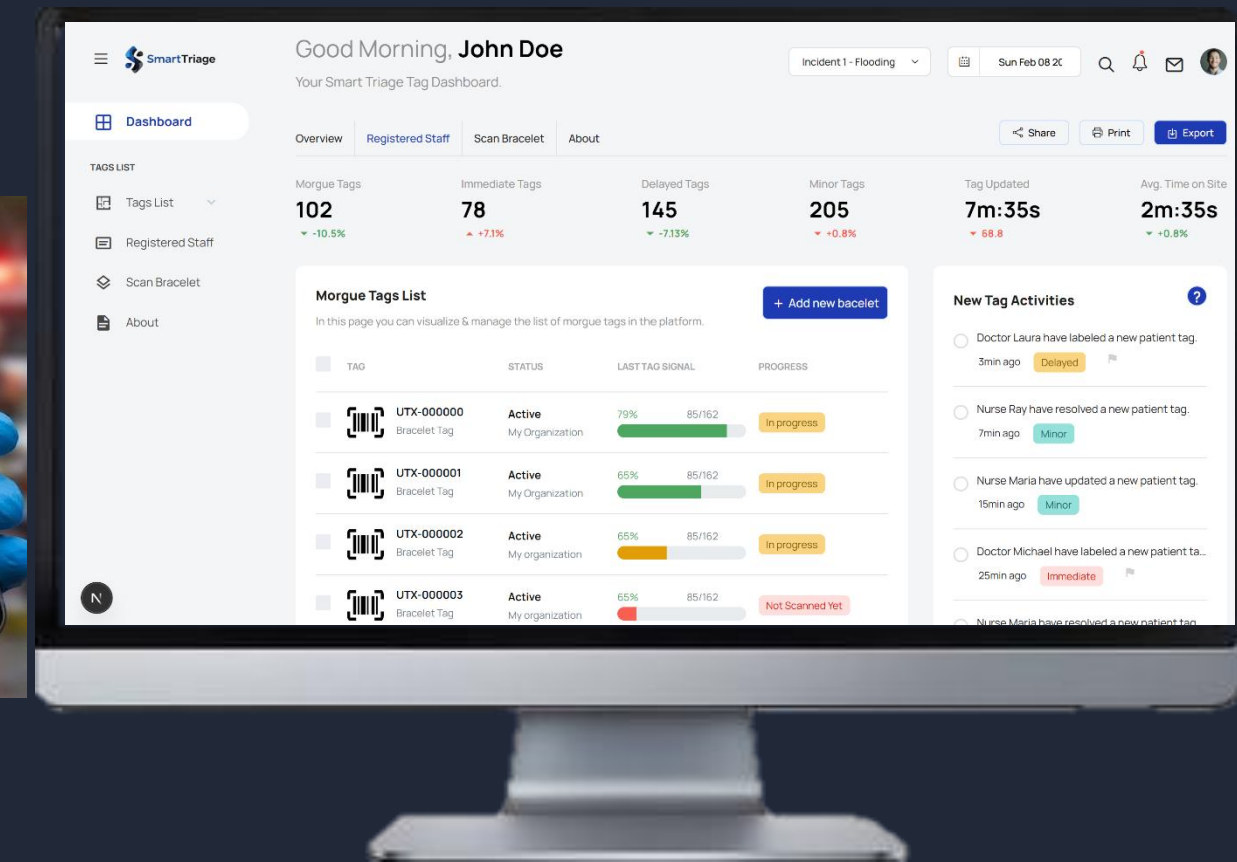 SmartTriage
Good Morning, John Doe
Your Smart Triage Tag Dashboard.
Incident 1 - Flooding
Sun Feb 08 20
Dashboard
TAGS LIST
Tags List
Registered Staff
Scan Bracelet
About
Overview Registered Staff Scan Bracelet About
Share Print Export
Morgue Tags Immediate Tags Delayed Tags Minor Tags Tag Updated Avg. Time on Site
102 78 145 205 7m:35s 2m:35s
-10.5% +7.1% -7.13% +0.8% 68.8 +0.8%
Morgue Tags List
In this page you can visualize & manage the list of morgue tags in the platform.
+ Add new bacelet
TAG STATUS LAST TAG SIGNAL PROGRESS
UTX-000000 Active 79% 85/162 In progress
Bracelet Tag My Organization
UTX-000001 Active 65% 85/162 In progress
Bracelet Tag My Organization
UTX-000002 Active 65% 85/162 In progress
Bracelet Tag My organization
UTX-000003 Active 65% 85/162 Not Scanned Yet
Bracelet Tag My organization
New Tag Activities ?
Doctor Laura have labeled a new patient tag.
3min ago Delayed
Nurse Ray have resolved a new patient tag.
7min ago Minor
Nurse Maria have updated a new patient tag.
15min ago Minor
Doctor Michael have labeled a new patient ta...
25min ago Immediate
Nurse Maria have resolved a new patient tag
N